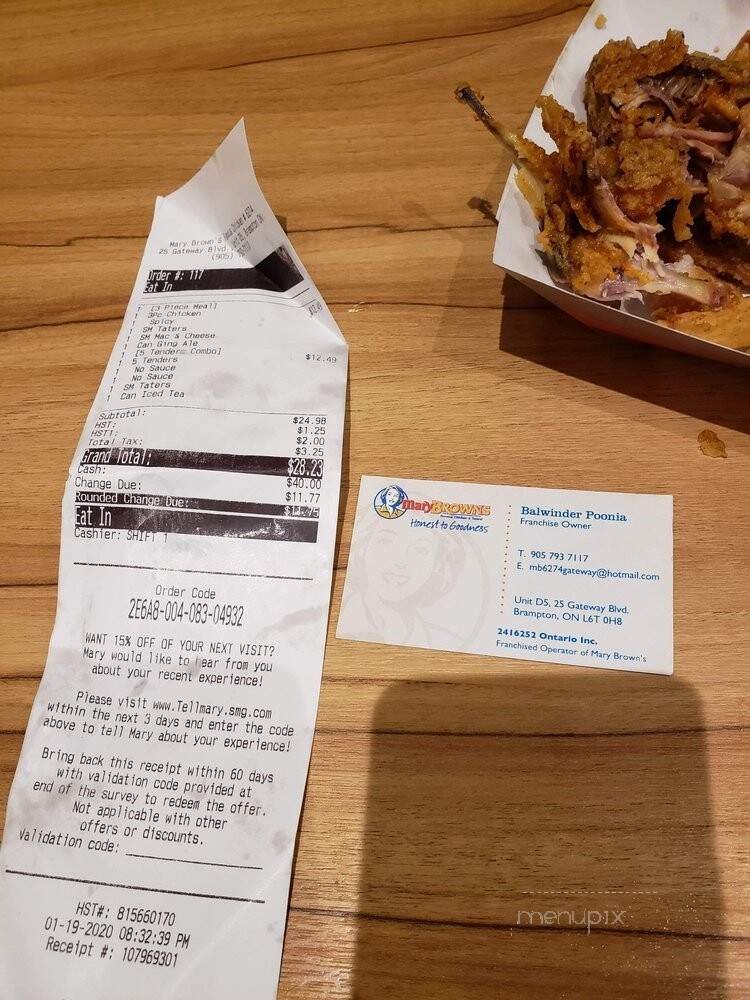 Mary Brown's
25 Gateway Blvd.
(905)
Order #: 117
Eat In
1 [3 Piece Meal]
1 3Pc Chicken
1 Spicy
1 SM Taters
1 SM Mac & Cheese
1 Can Ging Ale
1 [5 Tenders Combo] $12.49
1 5 Tenders
1 No Sauce
1 No Sauce
1 SM Taters
1 Can Iced Tea
Subtotal: $24.98
HST: $1.25
HST1: $2.00
Total Tax: $3.25
Grand Total: $28.23
Cash: $40.00
Change Due: $11.77
Rounded Change Due: $11.75
Eat In
Cashier: SHIFT 1
Order Code
2E6A8-004-083-04932
WANT 15% OFF OF YOUR NEXT VISIT?
Mary would like to hear from you
about your recent experience!
Please visit www.Tellmary.smg.com
within the next 3 days and enter the code
above to tell Mary about your experience!
Bring back this receipt within 60 days
with validation code provided at
end of the survey to redeem the offer.
Not applicable with other
offers or discounts.
Validation code:
HST#: 815660170
01-19-2020 08:32:39 PM
Receipt #: 107969301
Mary BROWNS
Honest to Goodness
Balwinder Poonia
Franchise Owner
T. 905 793 7117
E. mb6274gateway@hotmail.com
Unit D5, 25 Gateway Blvd.
Brampton, ON L6T 0H8
2416252 Ontario Inc.
Franchised Operator of Mary Brown's
menupix